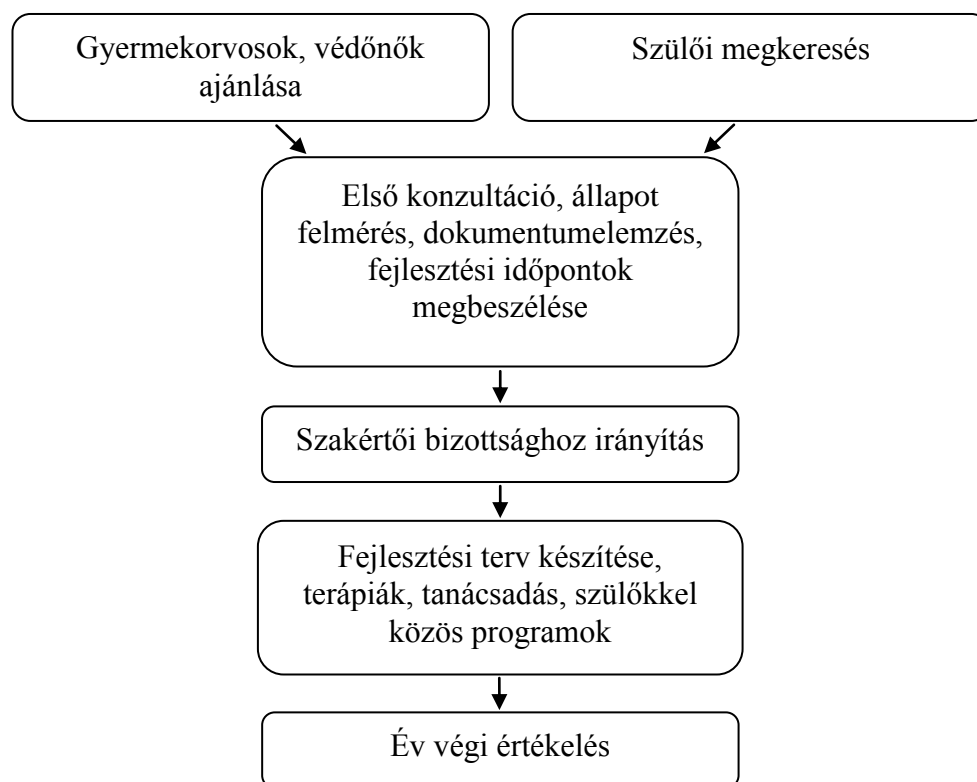 Gyermekorvosok, védőnők
ajánlása
Szülői megkeresés
Első konzultáció, állapot
felmérés, dokumentumelemzés,
fejlesztési időpontok
megbeszélése
Szakértői bizottsághoz irányítás
Fejlesztési terv készítése,
terápiák, tanácsadás, szülőkkel
közös programok
Év végi értékelés